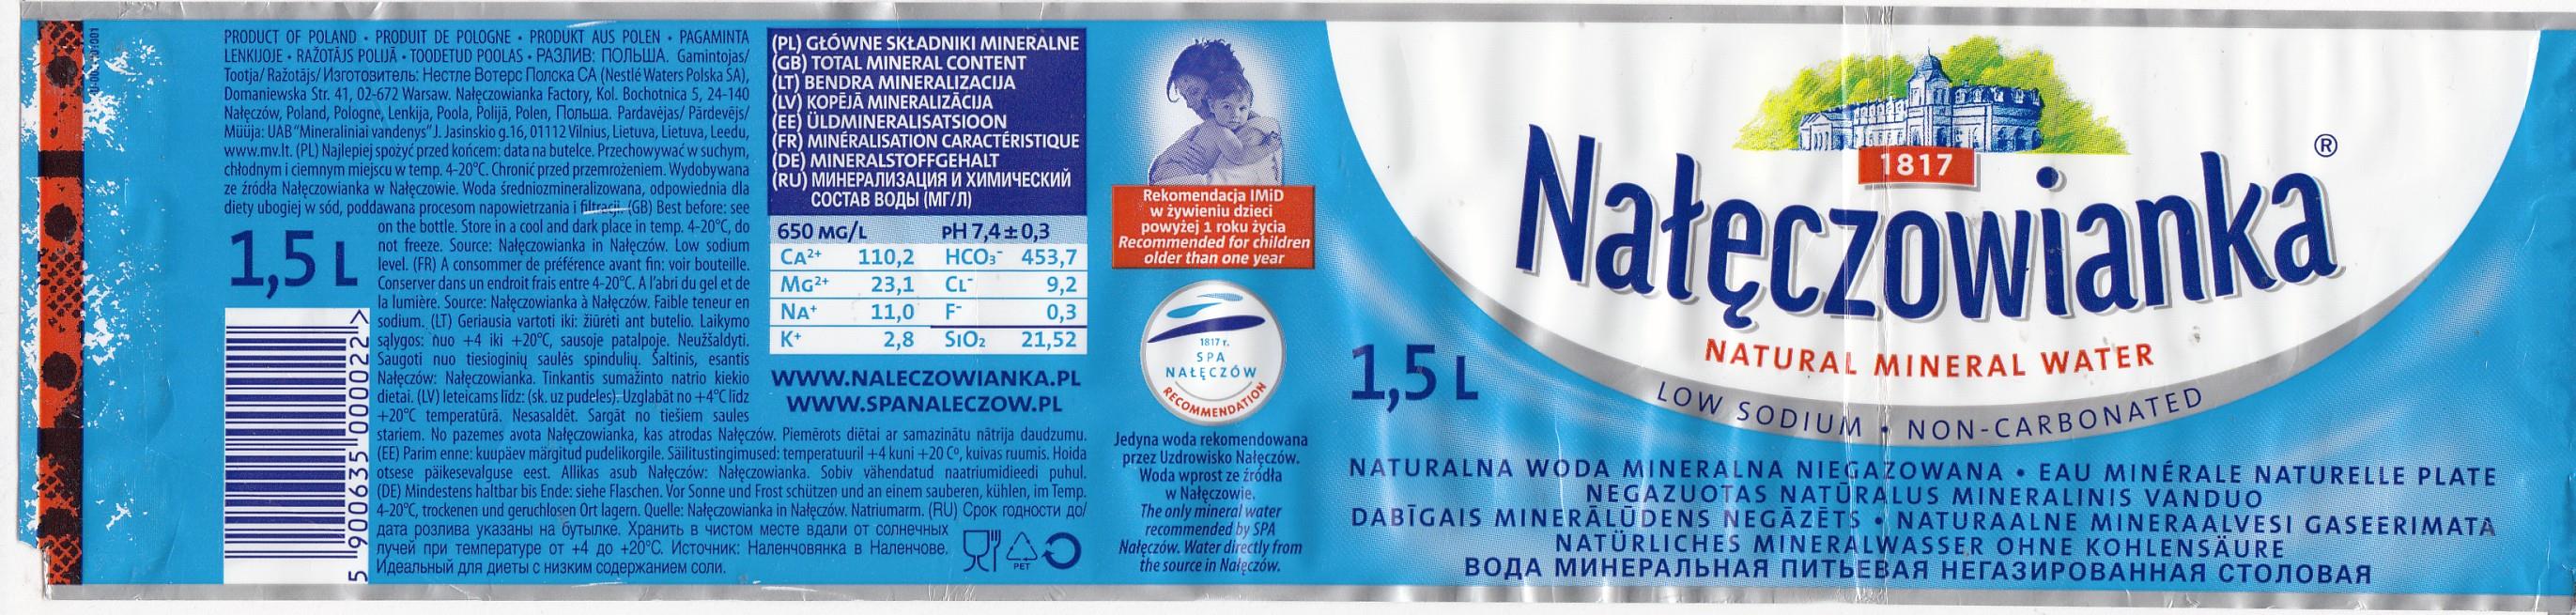 PRODUCT OF POLAND • PRODUIT DE POLOGNE • PRODUKT AUS POLEN • PAGAMINTA
LENKIJOJE • RAŽOTĀJS POLIJĀ • TOODETUD POOLAS • РАЗЛИВ: ПОЛЬША. Gamintojas/
Tootja/ Ražotājs/ Изготовитель: Нестле Вотерс Полска СА (Nestlé Waters Polska SA),
Domaniewska Str. 41, 02-672 Warsaw. Nałęczowianka Factory, Kol. Bochotnica 5, 24-140
Nałęczów, Poland, Pologne, Lenkija, Poola, Polijā, Polen, Польша. Pardavėjas/ Pārdevējs/
Müüja: UAB "Mineraliniai vandenys" J. Jasinskio g.16, 01112 Vilnius, Lietuva, Lietuva, Leedu,
www.mv.lt. (PL) Najlepiej spożyć przed końcem: data na butelce. Przechowywać w suchym,
chłodnym i ciemnym miejscu w temp. 4-20°C. Chronić przed przemrożeniem. Wydobywana
ze źródła Nałęczowianka w Nałęczowie. Woda średniozmineralizowana, odpowiednia dla
diety ubogiej w sód, poddawana procesom napowietrzania i filtracji. (GB) Best before: see
on the bottle. Store in a cool and dark place in temp. 4-20°C, do
not freeze. Source: Nałęczowianka in Nałęczów. Low sodium
level. (FR) A consommer de préférence avant fin: voir bouteille.
Conserver dans un endroit frais entre 4-20°C. A l'abri du gel et de
la lumière. Source: Nałęczowianka à Nałęczów. Faible teneur en
sodium. (LT) Geriausia vartoti iki: žiūrėti ant butelio. Laikymo
sąlygos: nuo +4 iki +20°C, sausoje patalpoje. Neužšaldyti.
Saugoti nuo tiesioginių saulės spindulių. Šaltinis, esantis
Nałęczów: Nałęczowianka. Tinkantis sumažinto natrio kiekio
dietai. (LV) Ieteicams līdz: (sk. uz pudeles). Uzglabāt no +4°C līdz
+20°C temperatūrā. Nesasaldēt. Sargāt no tiešiem saules
stariem. No pazemes avota Nałęczowianka, kas atrodas Nałęczów. Piemērots diētai ar samazinātu nātrija daudzumu.
(EE) Parim enne: kuupäev märgitud pudelikorgile. Säilitustingimused: temperatuuril +4 kuni +20 C°, kuivas ruumis. Hoida
otsese päikesevalguse eest. Allikas asub Nałęczów: Nałęczowianka. Sobiv vähendatud naatriumidieedi puhul.
(DE) Mindestens haltbar bis Ende: siehe Flaschen. Vor Sonne und Frost schützen und an einem sauberen, kühlen, im Temp.
4-20°C, trockenen und geruchlosen Ort lagern. Quelle: Nałęczowianka in Nałęczów. Natriumarm. (RU) Срок годности до/
дата розлива указаны на бутылке. Хранить в чистом месте вдали от солнечных
лучей при температуре от +4 до +20°C. Источник: Наленчовянка в Наленчове.
Идеальный для диеты с низким содержанием соли.
1,5 L
5 900635 000022 >
PET
(PL) GŁÓWNE SKŁADNIKI MINERALNE
(GB) TOTAL MINERAL CONTENT
(LT) BENDRA MINERALIZACIJA
(LV) KOPĒJĀ MINERALIZĀCIJA
(EE) ÜLDMINERALISATSIOON
(FR) MINÉRALISATION CARACTÉRISTIQUE
(DE) MINERALSTOFFGEHALT
(RU) МИНЕРАЛИЗАЦИЯ И ХИМИЧЕСКИЙ
СОСТАВ ВОДЫ (МГ/Л)
650 MG/L PH 7,4±0,3
CA2+ 110,2 HCO3- 453,7
MG2+ 23,1 CL- 9,2
NA+ 11,0 F- 0,3
K+ 2,8 SIO2 21,52
WWW.NALECZOWIANKA.PL
WWW.SPANALECZOW.PL
Rekomendacja IMiD
w żywieniu dzieci
powyżej 1 roku życia
Recommended for children
older than one year
1817 r.
SPA
NAŁĘCZÓW
RECOMMENDATION
Jedyna woda rekomendowana
przez Uzdrowisko Nałęczów.
Woda wprost ze źródła
w Nałęczowie.
The only mineral water
recommended by SPA
Nałęczów. Water directly from
the source in Nałęczów.
1817
Nałęczowianka®
NATURAL MINERAL WATER
LOW SODIUM • NON-CARBONATED
1,5 L
NATURALNA WODA MINERALNA NIEGAZOWANA • EAU MINÉRALE NATURELLE PLATE
NEGAZUOTAS NATŪRALUS MINERALINIS VANDUO
DABĪGAIS MINERĀLŪDENS NEGĀZĒTS • NATURAALNE MINERAALVESI GASEERIMATA
NATÜRLICHES MINERALWASSER OHNE KOHLENSÄURE
ВОДА МИНЕРАЛЬНАЯ ПИТЬЕВАЯ НЕГАЗИРОВАННАЯ СТОЛОВАЯ